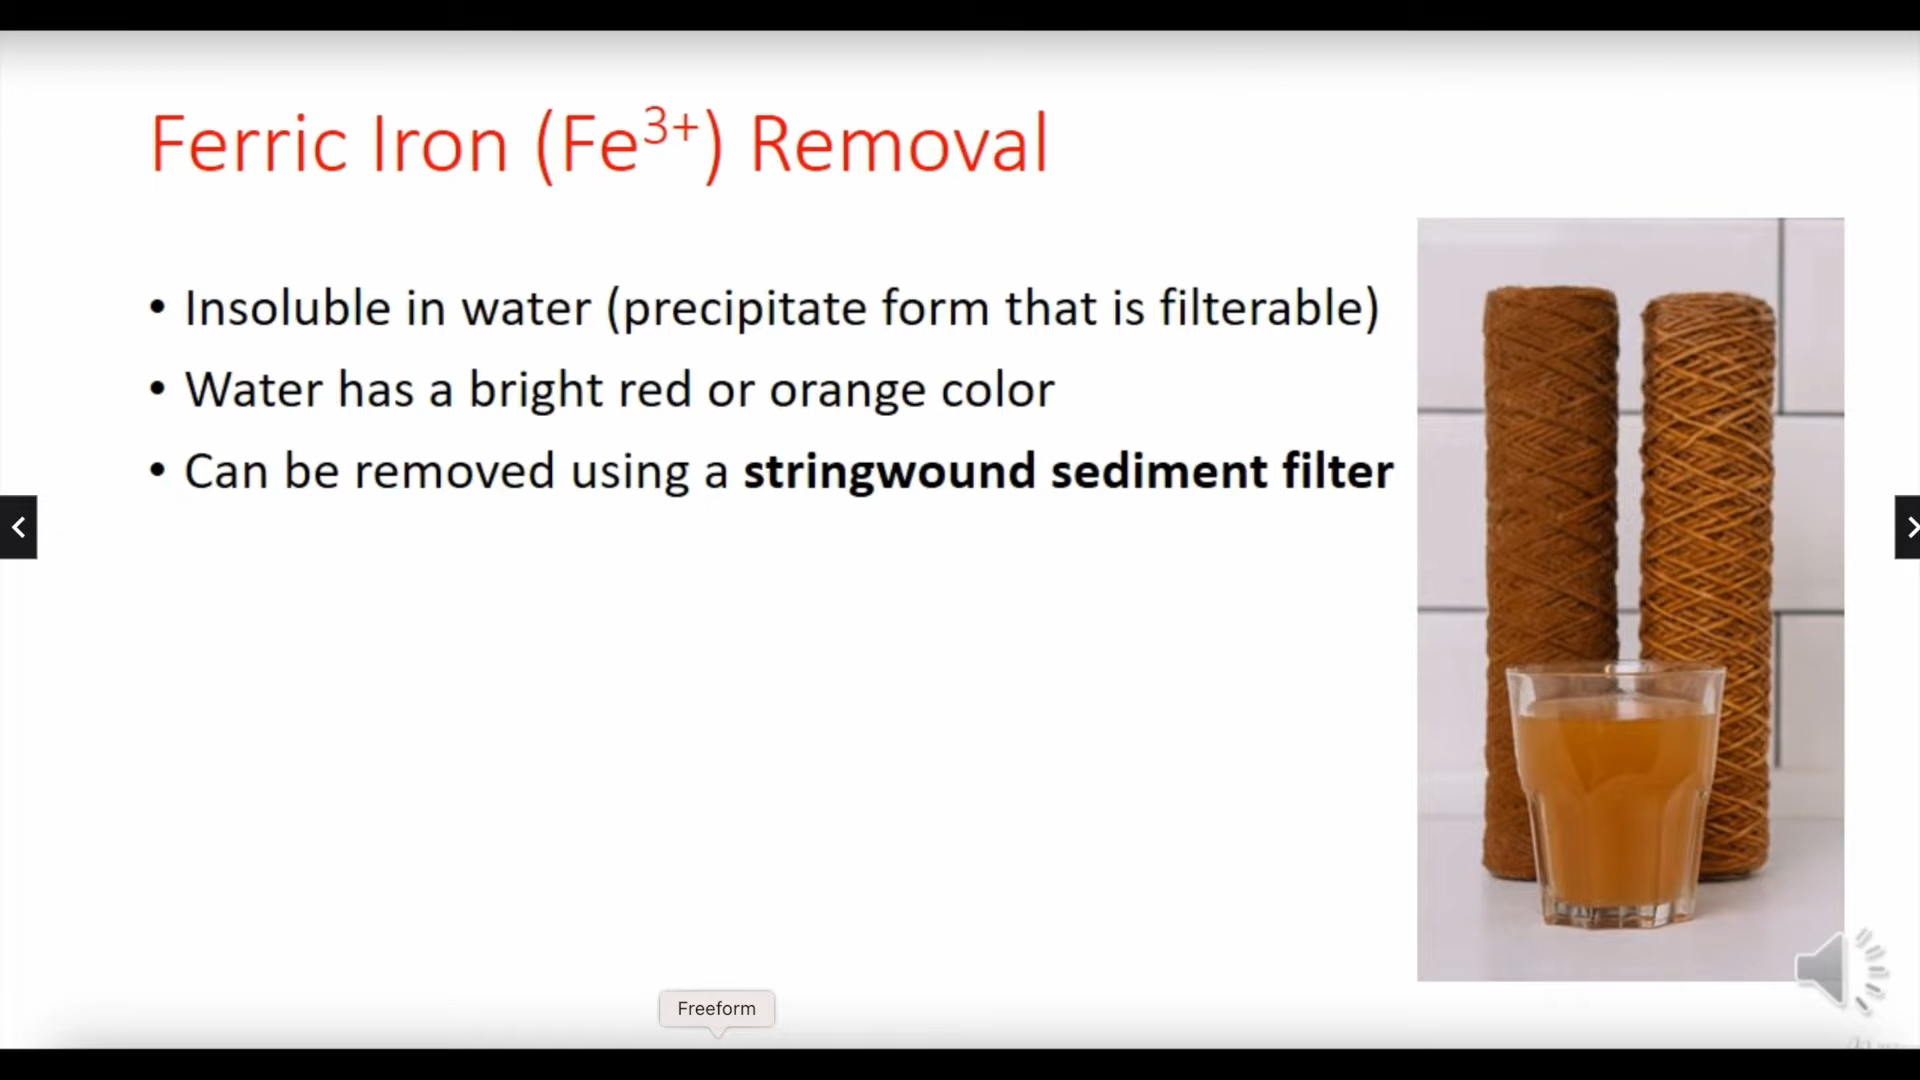 Ferric Iron (Fe³⁺) Removal
• Insoluble in water (precipitate form that is filterable)
• Water has a bright red or orange color
• Can be removed using a stringwound sediment filter
Freeform